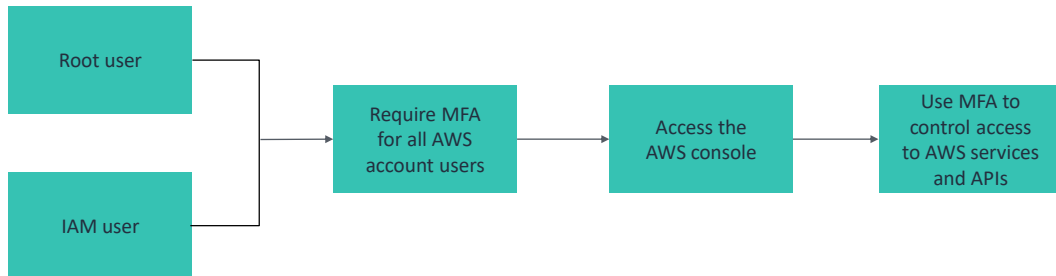 Root user
IAM user
Require MFA
for all AWS
account users
Access the
AWS console
Use MFA to
control access
to AWS services
and APIs